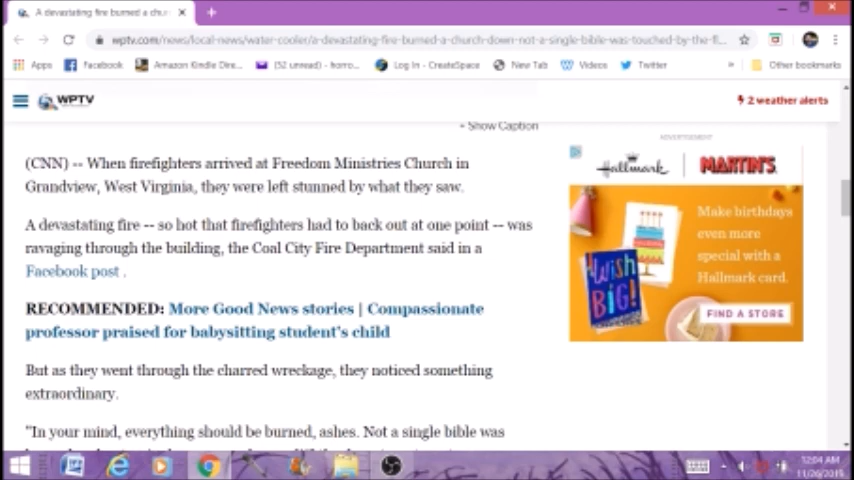 A devastating fire burned a chur
wptv.com/news/local-news/water-cooler/a-devastating-fire-burned-a-church-down-not-a-single-bible-was-touched-by-the-fl...
Apps Facebook Amazon Kindle Dire... (52 unread) - horro... Log In - CreateSpace New Tab Videos Twitter » Other bookmarks
WPTV
2 weather alerts
Show Caption
ADVERTISEMENT
(CNN) -- When firefighters arrived at Freedom Ministries Church in
Grandview, West Virginia, they were left stunned by what they saw.
A devastating fire -- so hot that firefighters had to back out at one point -- was
ravaging through the building, the Coal City Fire Department said in a
Facebook post .
RECOMMENDED: More Good News stories | Compassionate
professor praised for babysitting student's child
But as they went through the charred wreckage, they noticed something
extraordinary.
"In your mind, everything should be burned, ashes. Not a single bible was
Hallmark | MARTIN'S
Make birthdays
even more
special with a
Hallmark card.
WISH
BIG!
FIND A STORE
12:04 AM